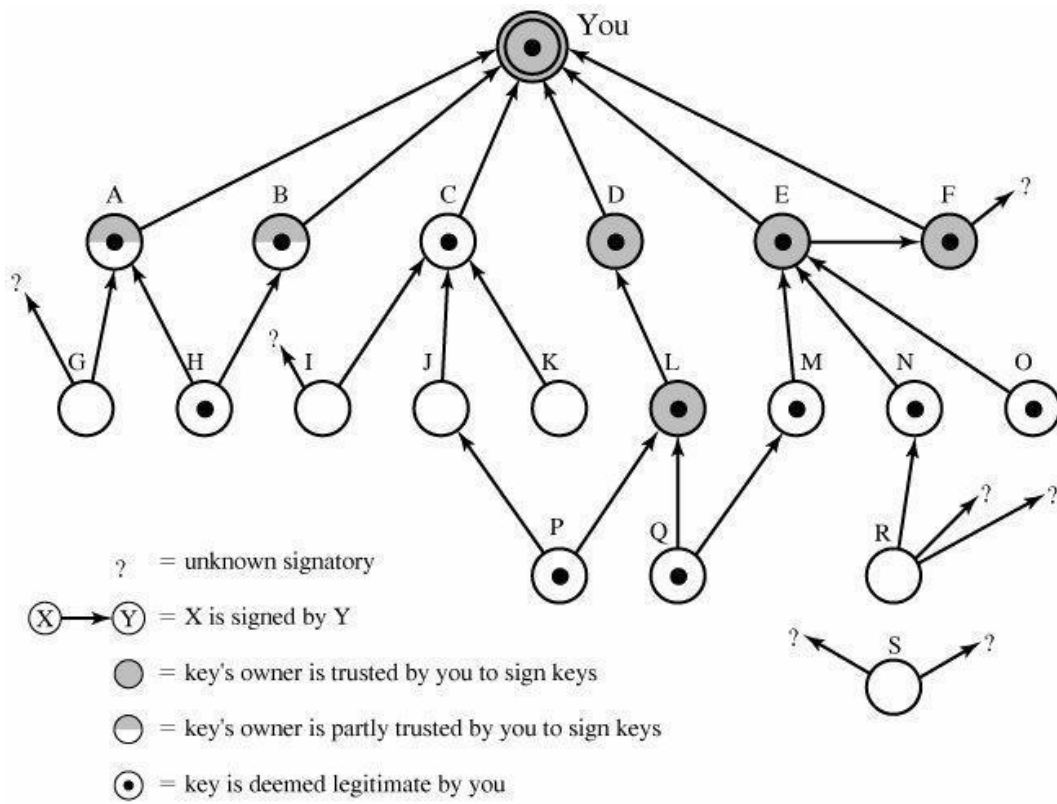 You
A B C D E F ?
?
G H ? I J K L M N O
P Q R ? ?
? = unknown signatory
X Y = X is signed by Y
? S ?
= key's owner is trusted by you to sign keys
= key's owner is partly trusted by you to sign keys
= key is deemed legitimate by you